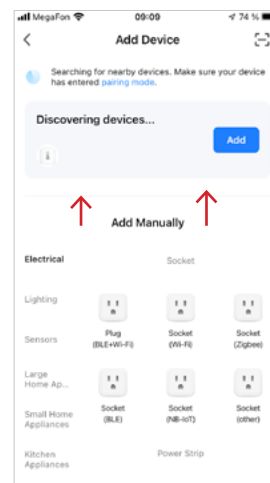 MegaFon 09:09 74 %
Add Device
Searching for nearby devices. Make sure your device
has entered pairing mode.
Discovering devices...
Add
Add Manually
Electrical
Socket
Lighting
Plug
(BLE+Wi-Fi)
Socket
(Wi-Fi)
Socket
(Zigbee)
Sensors
Large
Home Ap...
Socket
(BLE)
Socket
(NB-IoT)
Socket
(other)
Small Home
Appliances
Kitchen
Appliances
Power Strip